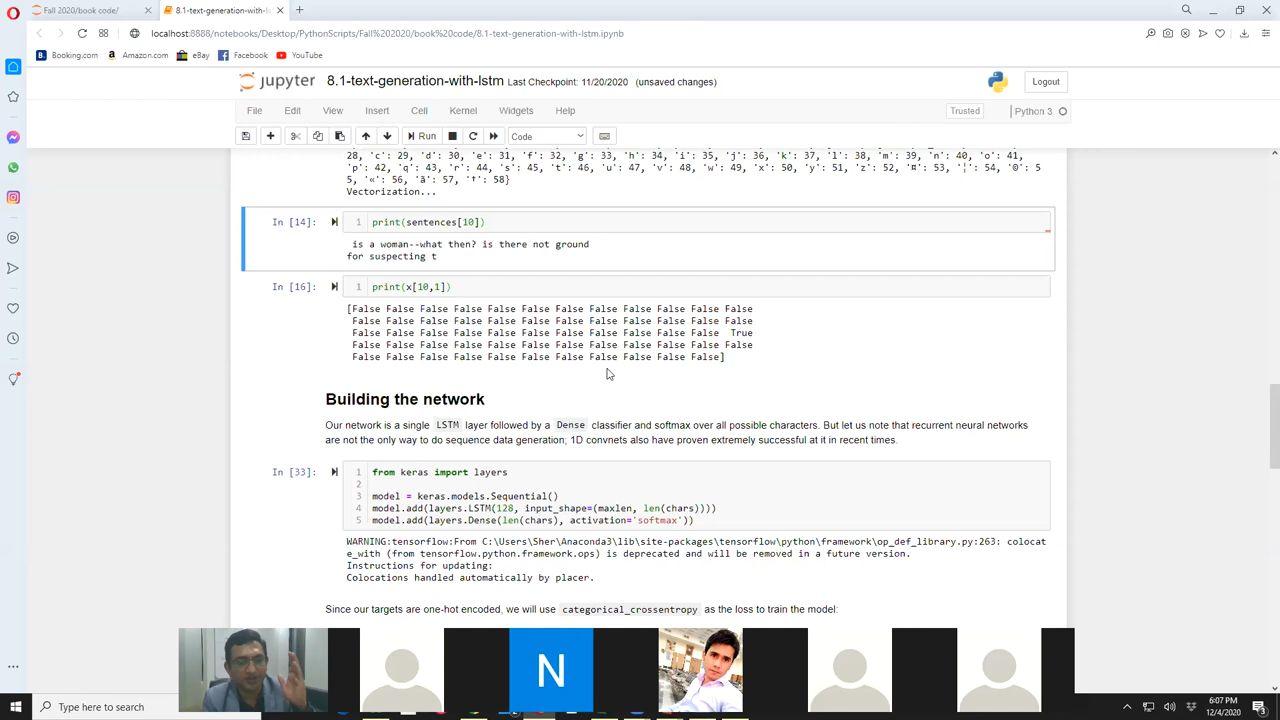 Fall 2020/book code/
8.1-text-generation-with-lst
localhost:8888/notebooks/Desktop/PythonScripts/Fall%202020/book%20code/8.1-text-generation-with-lstm.ipynb
Booking.com Amazon.com eBay Facebook YouTube
jupyter 8.1-text-generation-with-lstm Last Checkpoint: 11/20/2020 (unsaved changes) Logout
File Edit View Insert Cell Kernel Widgets Help Trusted Python 3
Run Code
28, 'c': 29, 'd': 30, 'e': 31, 'f': 32, 'g': 33, 'h': 34, 'i': 35, 'j': 36, 'k': 37, 'l': 38, 'm': 39, 'n': 40, 'o': 41,
'p': 42, 'q': 43, 'r': 44, 's': 45, 't': 46, 'u': 47, 'v': 48, 'w': 49, 'x': 50, 'y': 51, 'z': 52, '¤': 53, '¦': 54, '©': 5
5, '«': 56, 'ã': 57, '†': 58}
Vectorization...
In [14]: 1 print(sentences[10])
is a woman--what then? is there not ground
for suspecting t
In [16]: 1 print(x[10,1])
[False False False False False False False False False False False False
False False False False False False False False False False False False
False False False False False False False False False False False True
False False False False False False False False False False False False
False False False False False False False False False False False]
Building the network
Our network is a single LSTM layer followed by a Dense classifier and softmax over all possible characters. But let us note that recurrent neural networks
are not the only way to do sequence data generation; 1D convnets also have proven extremely successful at it in recent times.
In [33]: 1 from keras import layers
2
3 model = keras.models.Sequential()
4 model.add(layers.LSTM(128, input_shape=(maxlen, len(chars))))
5 model.add(layers.Dense(len(chars), activation='softmax'))
WARNING:tensorflow:From C:\Users\Sher\Anaconda3\lib\site-packages\tensorflow\python\framework\op_def_library.py:263: colocat
e_with (from tensorflow.python.framework.ops) is deprecated and will be removed in a future version.
Instructions for updating:
Colocations handled automatically by placer.
Since our targets are one-hot encoded, we will use categorical_crossentropy as the loss to train the model:
N
Type here to search
6:07 PM
12/4/2020
3